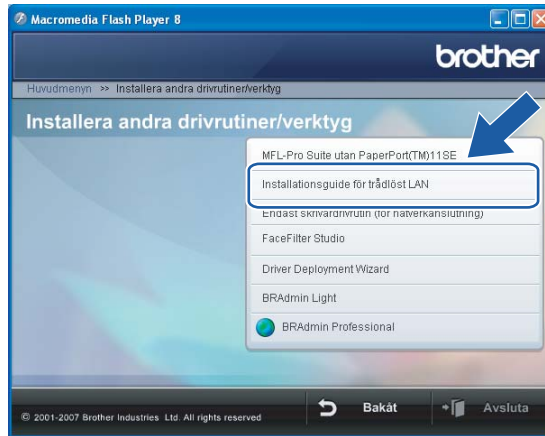 Macromedia Flash Player 8
brother
Huvudmenyn >> Installera andra drivrutiner/verktyg
Installera andra drivrutiner/verktyg
MFL-Pro Suite utan PaperPort(TM)11SE
Installationsguide för trådlöst LAN
Endast skrivardrivrutin (för nätverkanslutning)
FaceFilter Studio
Driver Deployment Wizard
BRAdmin Light
BRAdmin Professional
© 2001-2007 Brother Industries Ltd. All rights reserved
Bakåt
Avsluta